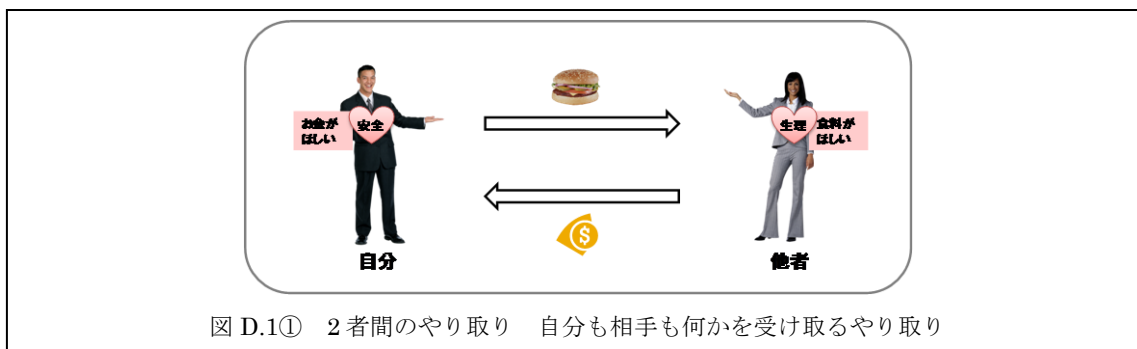 お金が
ほしい
安全
生理
食料が
ほしい
$
自分
他者
図 D.1① 2者間のやり取り 自分も相手も何かを受け取るやり取り